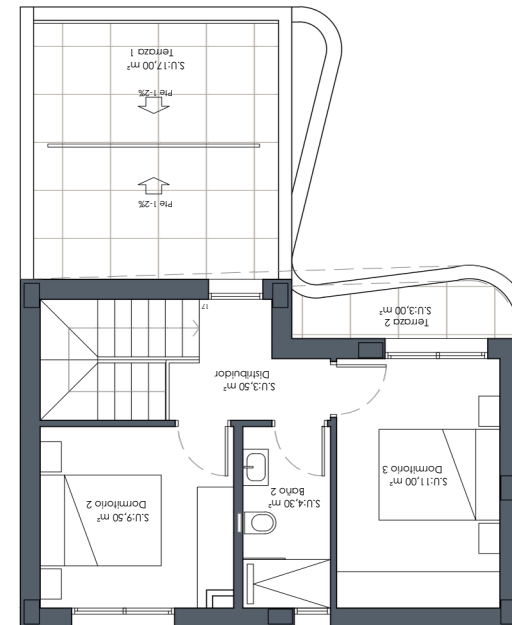 S.U:11,00 m²
Dormitorio 3
S.U:4,30 m²
Baño 2
S.U:9,50 m²
Dormitorio 2
S.U:3,50 m²
Distribuidor
Terraza 2
S.U:3,00 m²
17
Pte 1-2%
Pte 1-2%
S.U:17,00 m²
Terraza 1